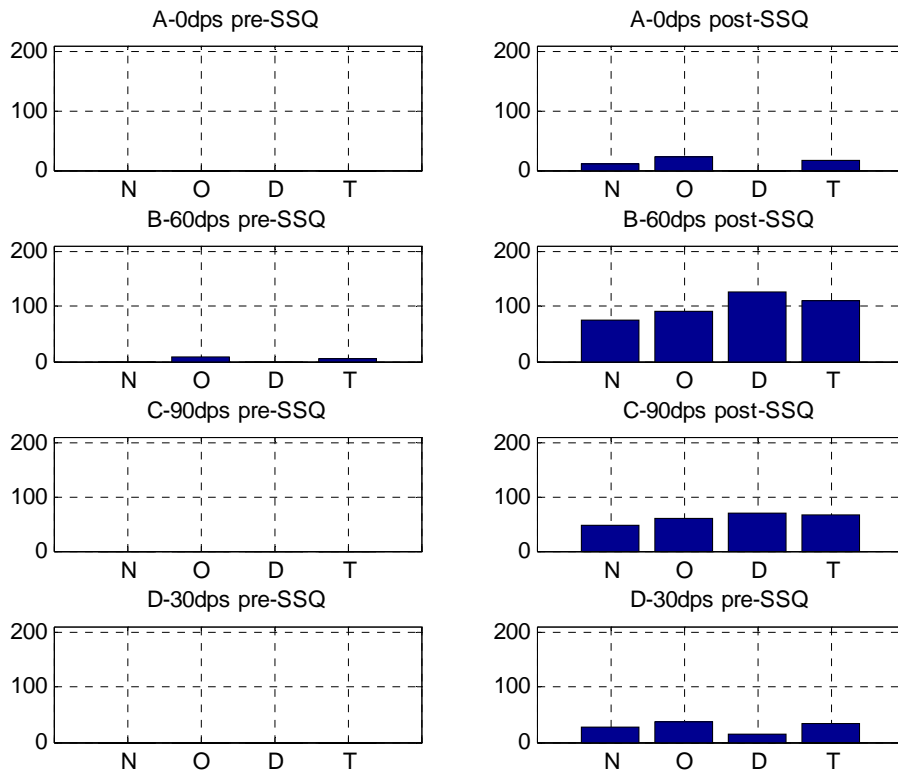 A-0dps pre-SSQ
200
100
0
N O D T
A-0dps post-SSQ
200
100
0
N O D T
B-60dps pre-SSQ
200
100
0
N O D T
B-60dps post-SSQ
200
100
0
N O D T
C-90dps pre-SSQ
200
100
0
N O D T
C-90dps post-SSQ
200
100
0
N O D T
D-30dps pre-SSQ
200
100
0
N O D T
D-30dps pre-SSQ
200
100
0
N O D T